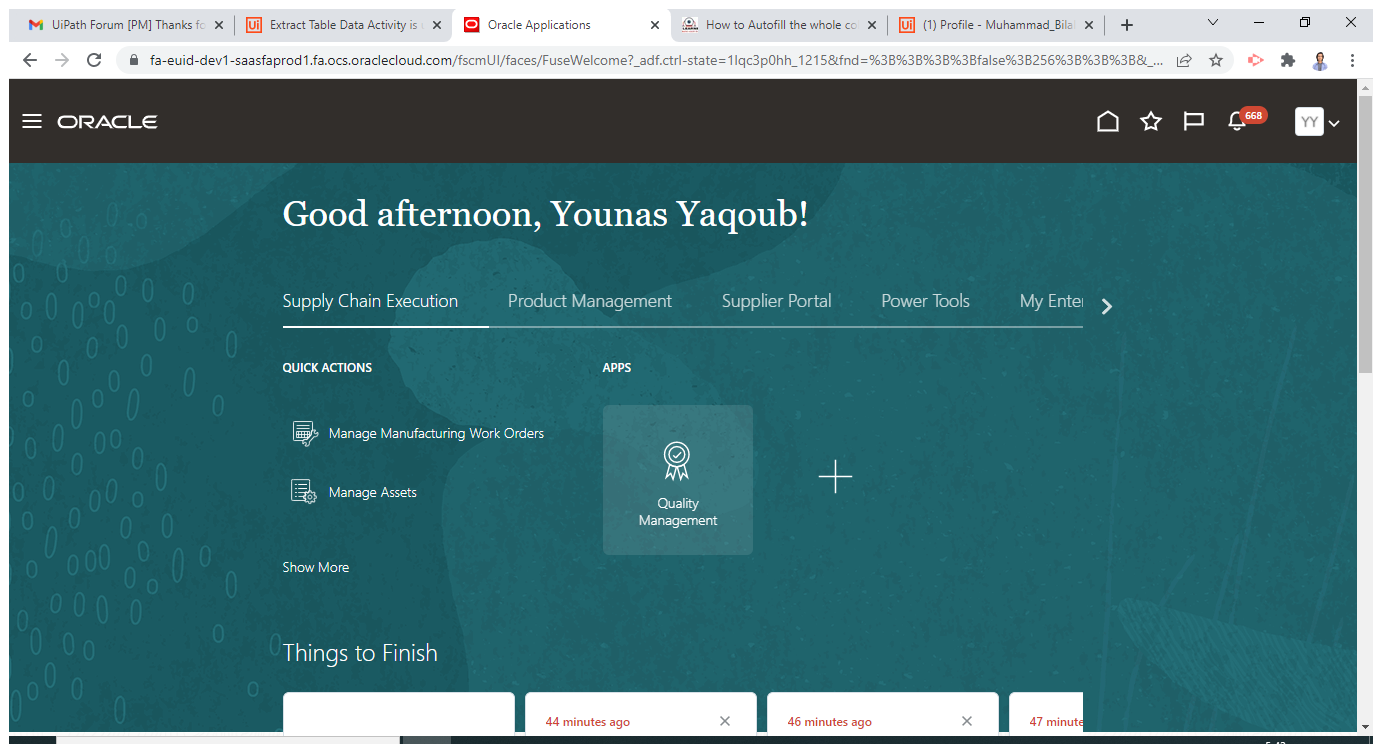 UiPath Forum [PM] Thanks fo
Extract Table Data Activity is u
Oracle Applications
How to Autofill the whole co
(1) Profile - Muhammad_Bilal
fa-euid-dev1-saasfaprod1.fa.ocs.oraclecloud.com/fscmUI/faces/FuseWelcome?_adf.ctrl-state=1lqc3p0hh_1215&fnd=%3B%3B%3B%3Bfalse%3B256%3B%3B%3B&_...
ORACLE
668
YY
Good afternoon, Younas Yaqoub!
Supply Chain Execution
Product Management
Supplier Portal
Power Tools
My Enter
QUICK ACTIONS
APPS
Manage Manufacturing Work Orders
Manage Assets
Quality
Management
Show More
Things to Finish
44 minutes ago
46 minutes ago
47 minute